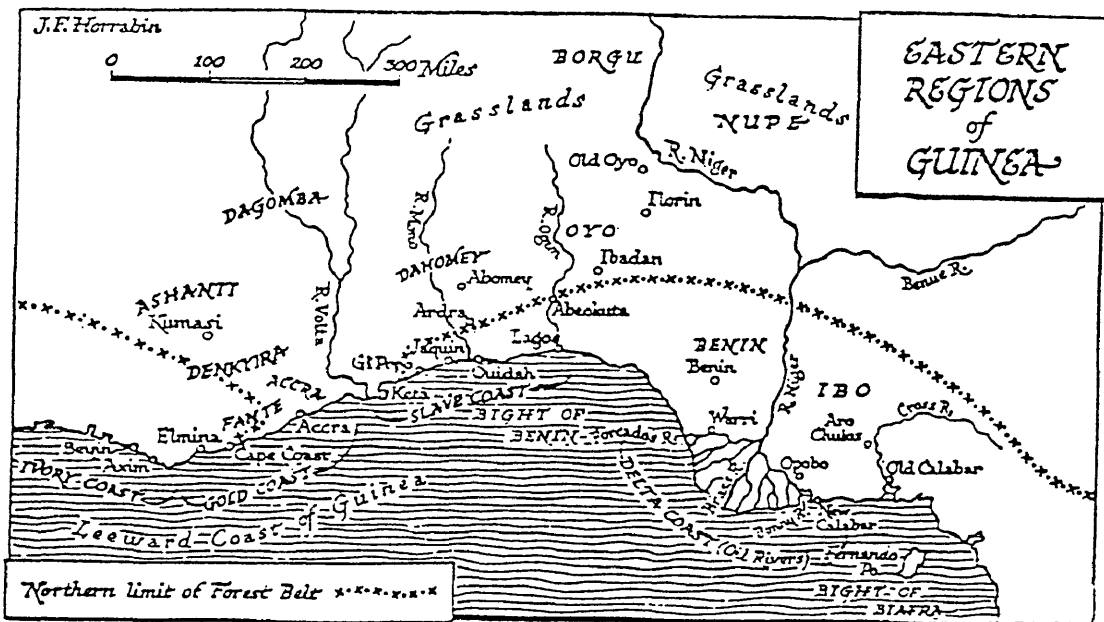 J.F. Horrabin
0 100 200 300 Miles
EASTERN
REGIONS
of
GUINEA
BORGU
Grasslands
Grasslands
NUPE
Old Oyo
R. Niger
Ilorin
DAGOMBA
R. Mono
R. Ogun
OYO
Ibadan
DAHOMEY
Abomey
Benue R.
ASHANTI
Kumasi
R. Volta
Ardra
Abeokuta
Jaquin
Lagos
DENKYIRA
Ouidah
BENIN
Benin
R. Niger
IBO
ACCRA
Keta
SLAVE COAST
FANTE
Accra
BIGHT OF
BENIN
Forcados R.
Warri
Aro
Chukas
Cross R.
Elmina
Cape Coast
Beinn
Axim
Opobo
Old Calabar
IVORY COAST
GOLD COAST
Leeward Coast of Guinea
DELTA COAST (Oil Rivers)
New
Calabar
Fernando
Po
BIGHT OF
BIAFRA
Northern limit of Forest Belt